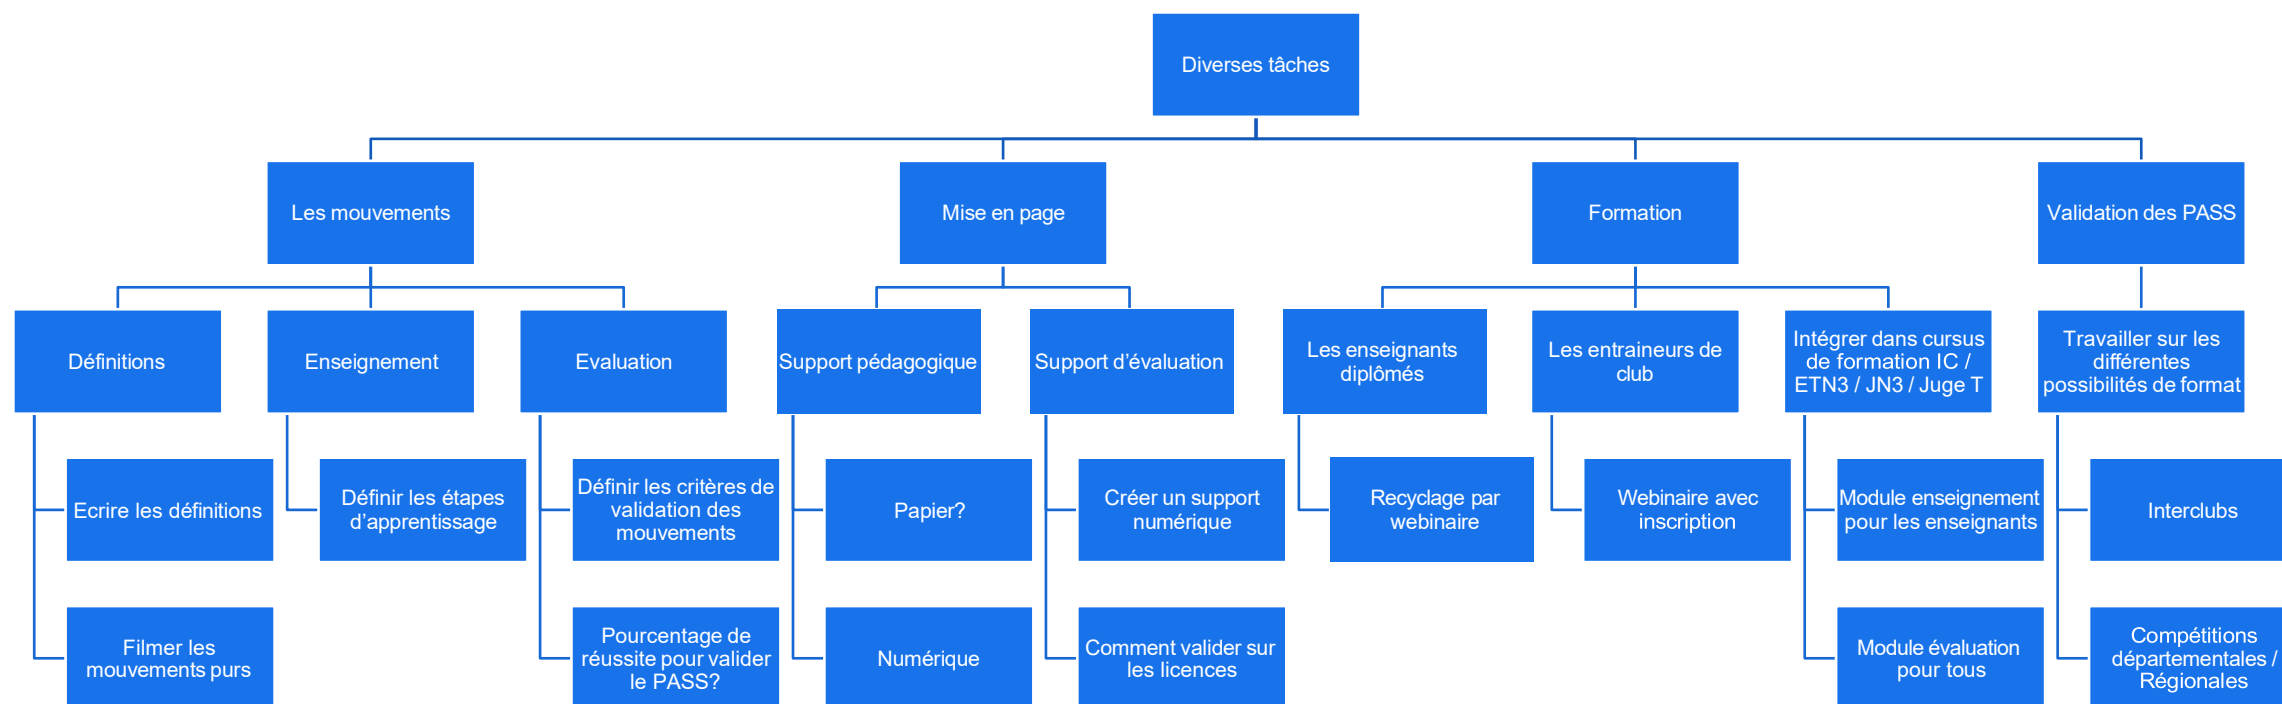 Diverses tâches
Les mouvements
Mise en page
Formation
Validation des PASS
Définitions
Enseignement
Evaluation
Support pédagogique
Support d’évaluation
Les enseignants
diplômés
Les entraineurs de
club
Intégrer dans cursus
de formation IC /
ETN3 / JN3 / Juge T
Travailler sur les
différentes
possibilités de format
Ecrire les définitions
Définir les étapes
d’apprentissage
Définir les critères de
validation des
mouvements
Papier?
Créer un support
numérique
Recyclage par
webinaire
Webinaire avec
inscription
Module enseignement
pour les enseignants
Interclubs
Filmer les
mouvements purs
Pourcentage de
réussite pour valider
le PASS?
Numérique
Comment valider sur
les licences
Module évaluation
pour tous
Compétitions
départementales /
Régionales